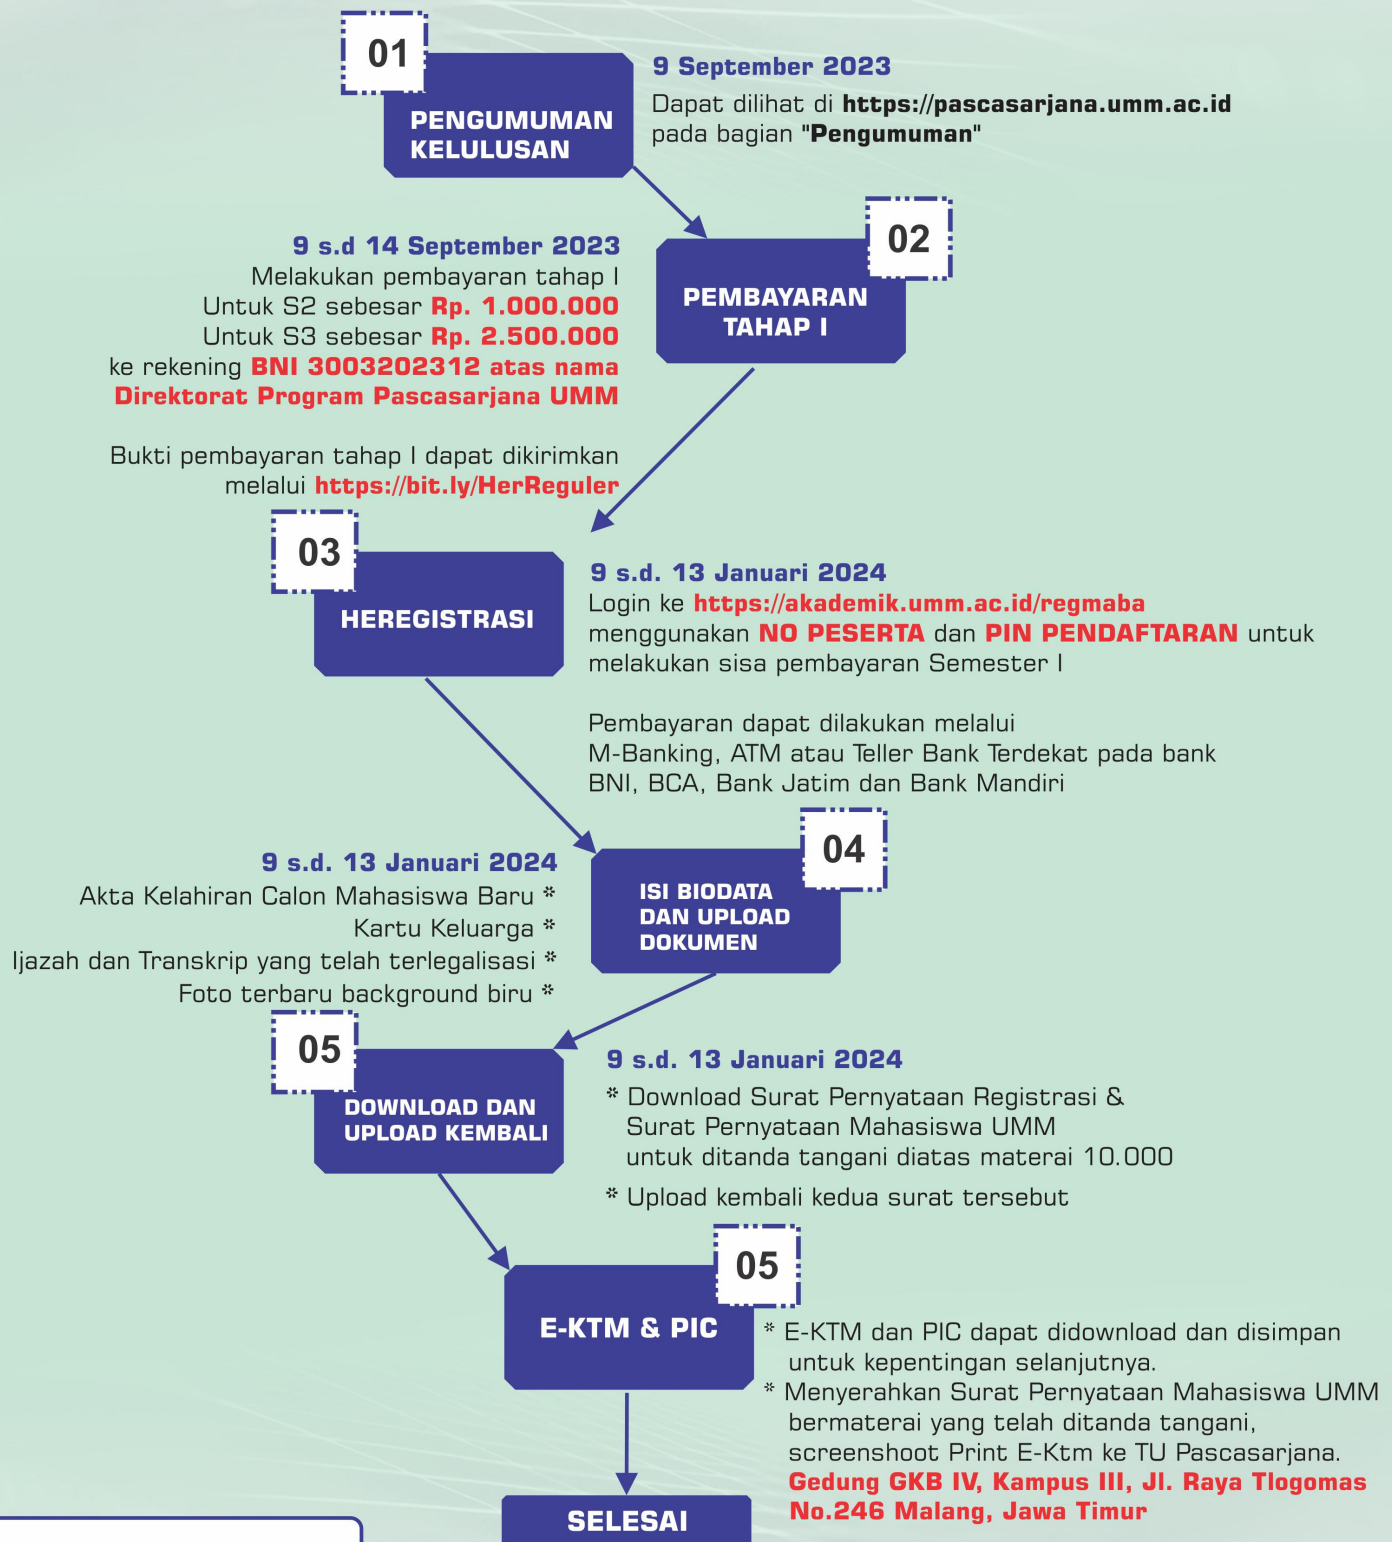 01
PENGUMUMAN
KELULUSAN
9 September 2023
Dapat dilihat di https://pascasarjana.umm.ac.id
pada bagian "Pengumuman"
02
PEMBAYARAN
TAHAP I
9 s.d 14 September 2023
Melakukan pembayaran tahap I
Untuk S2 sebesar Rp. 1.000.000
Untuk S3 sebesar Rp. 2.500.000
ke rekening BNI 3003202312 atas nama
Direktorat Program Pascasarjana UMM
Bukti pembayaran tahap I dapat dikirimkan
melalui https://bit.ly/HerReguler
03
HEREGISTRASI
9 s.d. 13 Januari 2024
Login ke https://akademik.umm.ac.id/regmaba
menggunakan NO PESERTA dan PIN PENDAFTARAN untuk
melakukan sisa pembayaran Semester I
Pembayaran dapat dilakukan melalui
M-Banking, ATM atau Teller Bank Terdekat pada bank
BNI, BCA, Bank Jatim dan Bank Mandiri
04
ISI BIODATA
DAN UPLOAD
DOKUMEN
9 s.d. 13 Januari 2024
Akta Kelahiran Calon Mahasiswa Baru *
Kartu Keluarga *
Ijazah dan Transkrip yang telah terlegalisasi *
Foto terbaru background biru *
05
DOWNLOAD DAN
UPLOAD KEMBALI
9 s.d. 13 Januari 2024
* Download Surat Pernyataan Registrasi &
Surat Pernyataan Mahasiswa UMM
untuk ditanda tangani diatas materai 10.000
* Upload kembali kedua surat tersebut
05
E-KTM & PIC
* E-KTM dan PIC dapat didownload dan disimpan
untuk kepentingan selanjutnya.
* Menyerahkan Surat Pernyataan Mahasiswa UMM
bermaterai yang telah ditanda tangani,
screenshoot Print E-Ktm ke TU Pascasarjana.
Gedung GKB IV, Kampus III, Jl. Raya Tlogomas
No.246 Malang, Jawa Timur
SELESAI